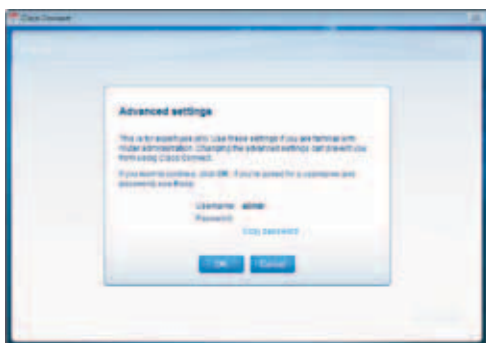 Cisco Connect
Advanced settings
This is for expert use only. Use these settings if you are familiar with
router administration. Changing the advanced settings can prevent you
from using Cisco Connect.
If you want to continue, click OK. If you're asked for a username and
password, use these:
Username: admin
Password:
Copy password
OK
Cancel